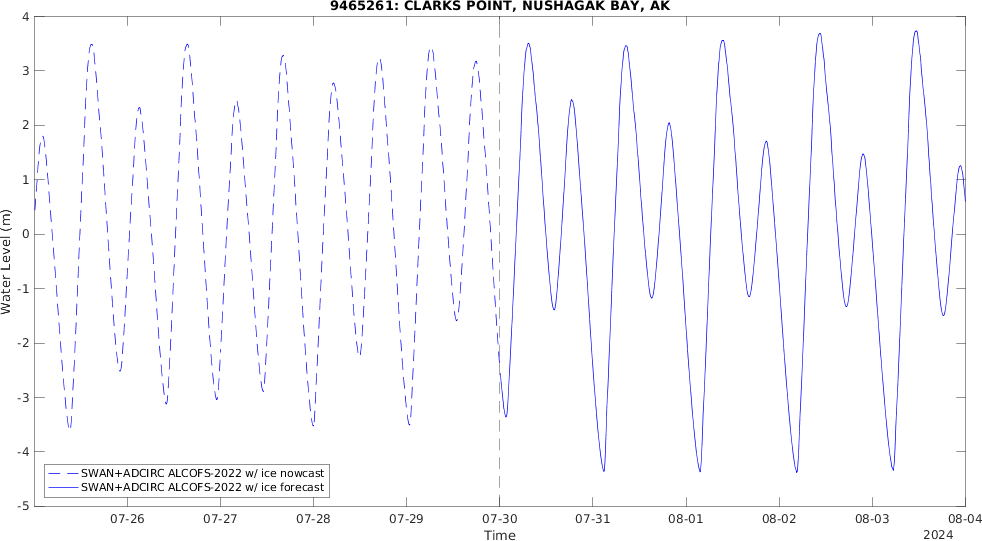 9465261: CLARKS POINT, NUSHAGAK BAY, AK
4
3
2
1
0
-1
-2
-3
-4
-5
Water Level (m)
SWAN+ADCIRC ALCOFS-2022 w/ ice nowcast
SWAN+ADCIRC ALCOFS-2022 w/ ice forecast
07-26 07-27 07-28 07-29 07-30 07-31 08-01 08-02 08-03 08-04
Time
2024